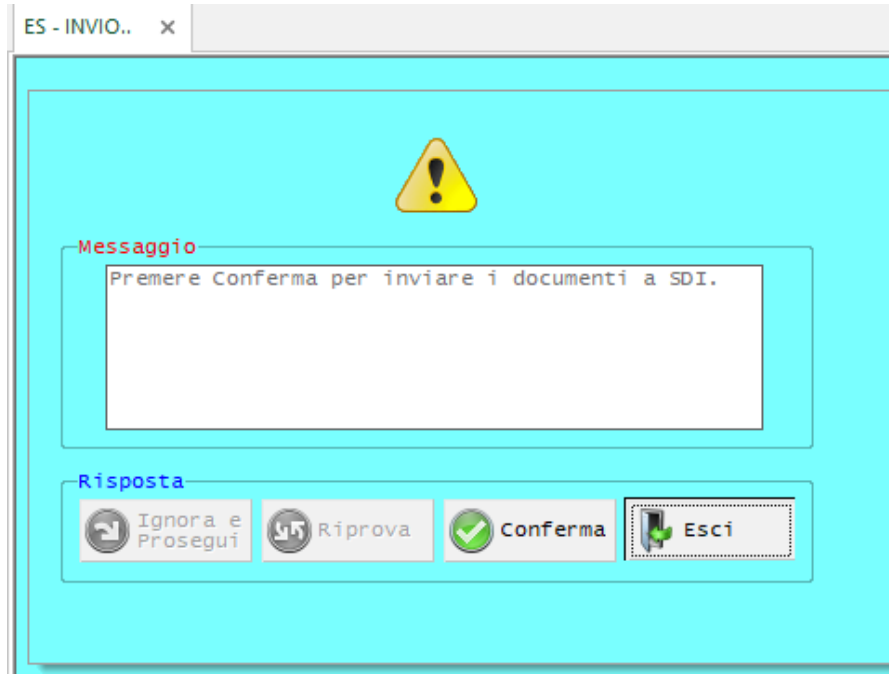 ES - INVIO..
Messaggio
Premere Conferma per inviare i documenti a SDI.
Risposta
Ignora e
Prosegui
Riprova
Conferma
Esci